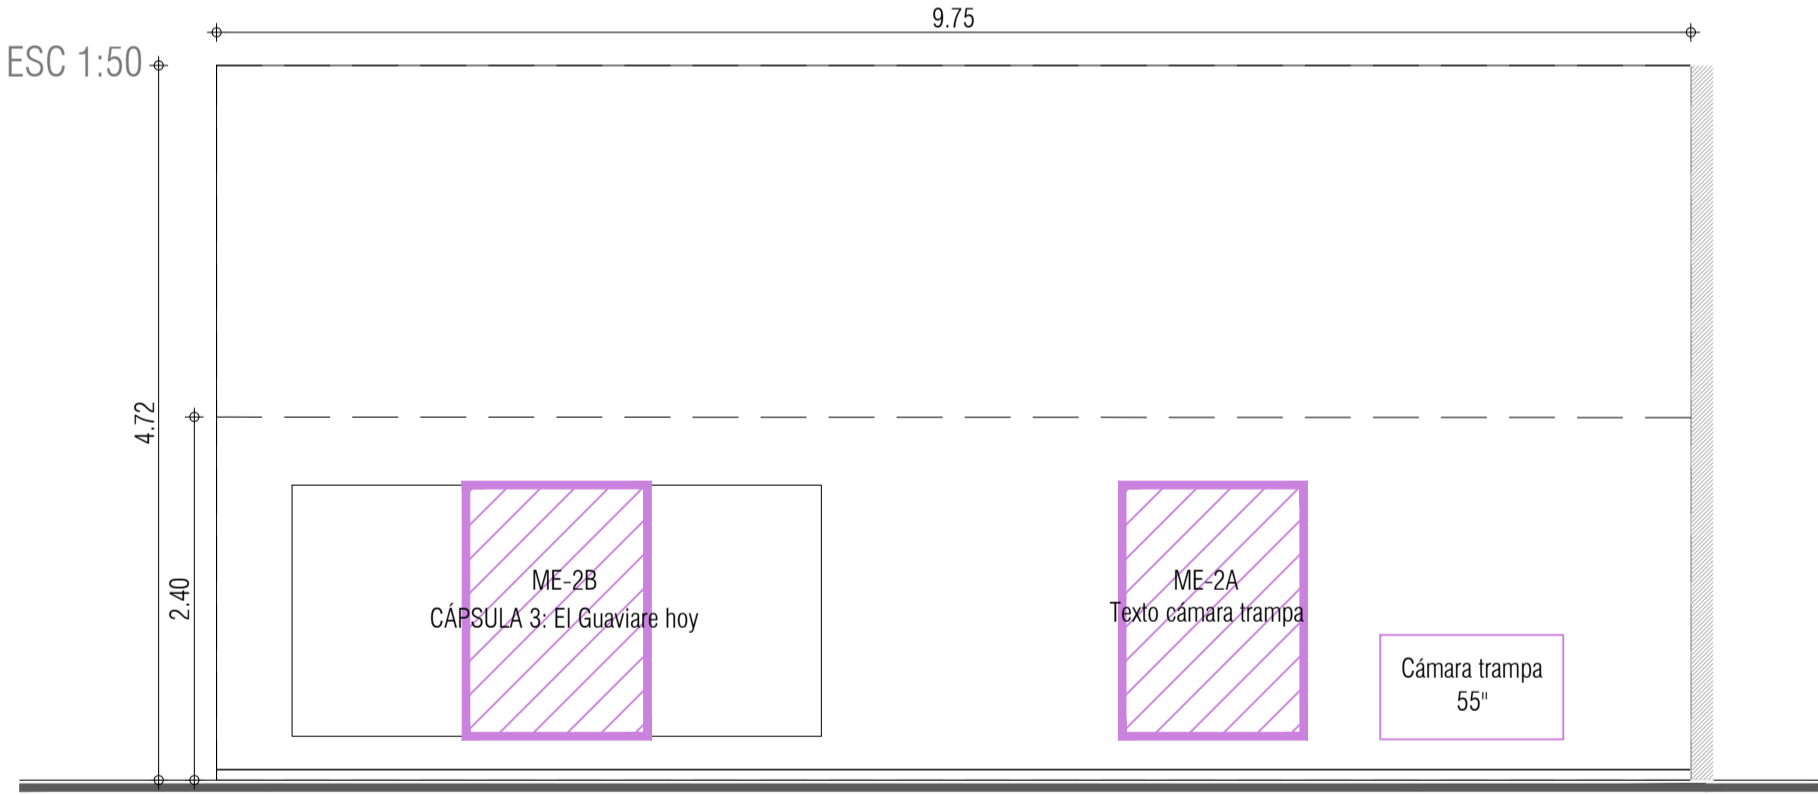 9.75
ESC 1:50
4.72
2.40
ME-2B
CÁPSULA 3: El Guaviare hoy
ME-2A
Texto cámara trampa
Cámara trampa
55"